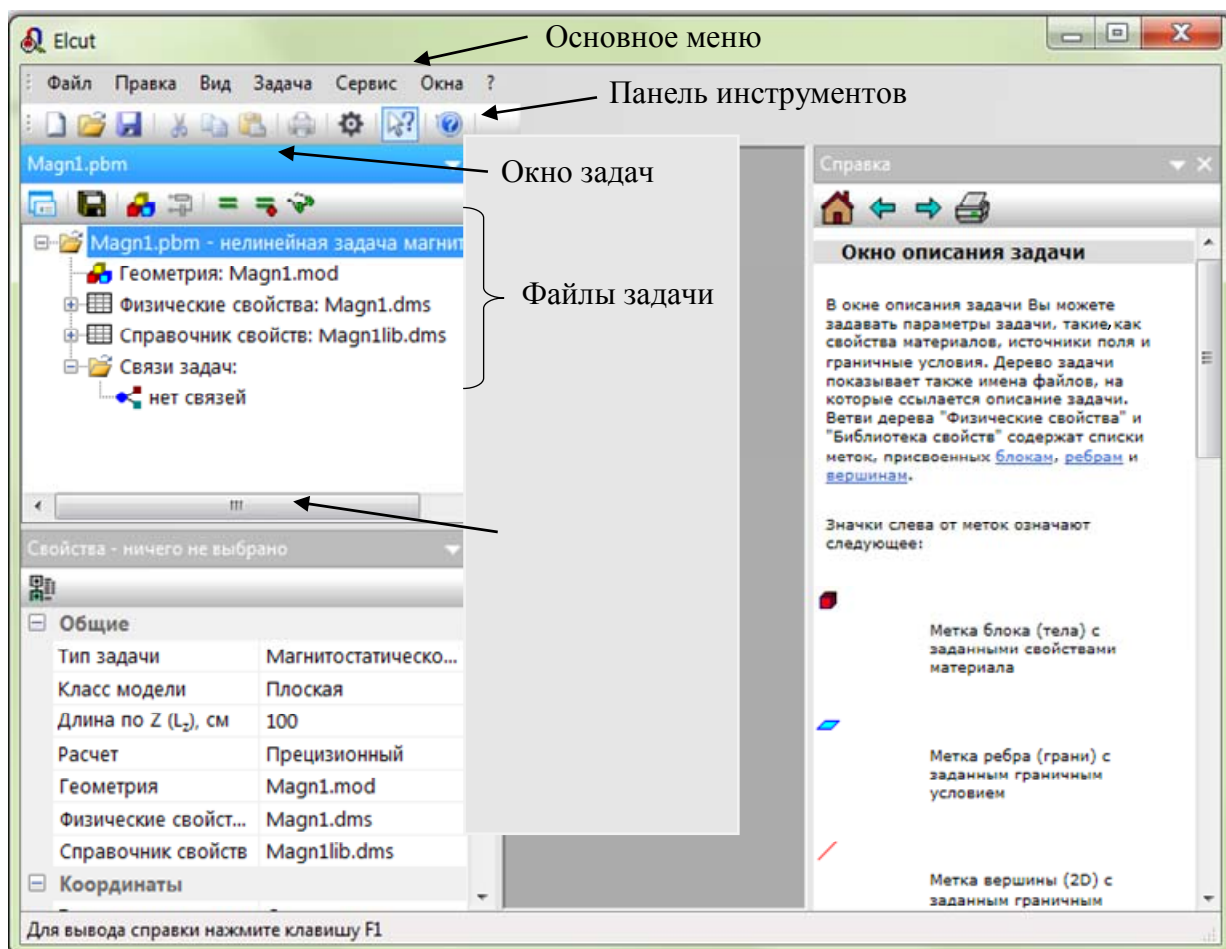 Elcut
Основное меню
Файл Правка Вид Задача Сервис Окна ?
Панель инструментов
Magn1.pbm
Окно задач
Magn1.pbm - нелинейная задача
Геометрия: Magn1.mod
Физические свойства: Magn1.dms
Справочник свойств: Magn1lib.dms
Связи задач:
нет связей
Файлы задачи
Свойства - ничего не выбрано
Общие
Тип задачи Магнитостатическо...
Класс модели Плоская
Длина по Z (Lz), см 100
Расчет Прецизионный
Геометрия Magn1.mod
Физические свойст... Magn1.dms
Справочник свойств Magn1lib.dms
Координаты
Справка
Окно описания задачи
В окне описания задачи Вы можете
задавать параметры задачи, такие, как
свойства материалов, источники поля и
граничные условия. Дерево задачи
показывает также имена файлов, на
которые ссылается описание задачи.
Ветви дерева "Физические свойства" и
"Библиотека свойств" содержат списки
меток, присвоенных блокам, ребрам и
вершинам.
Значки слева от меток означают
следующее:
Метка блока (тела) с
заданными свойствами
материала
Метка ребра (грани) с
заданным граничным
условием
Метка вершины (2D) с
заданным граничным
Для вывода справки нажмите клавишу F1